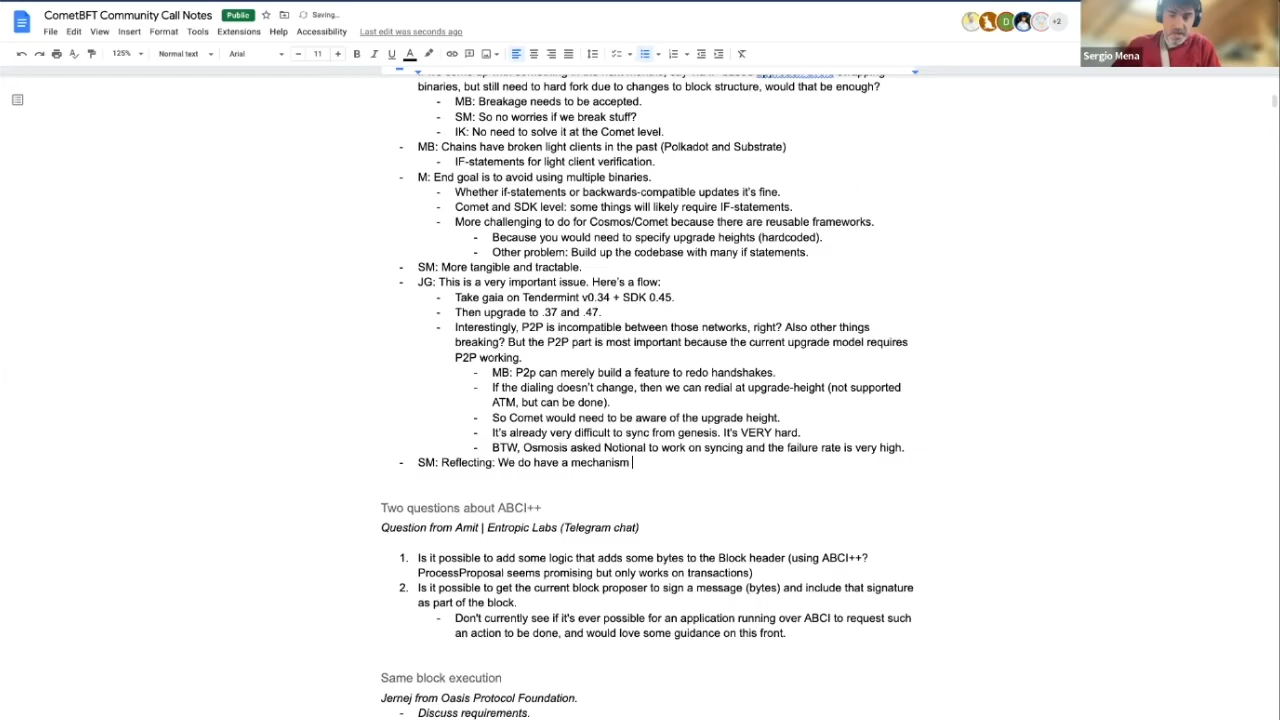 CometBFT Community Call Notes
Public
Saving...
File Edit View Insert Format Tools Extensions Help Accessibility Last edit was seconds ago
D +2
Sergio Mena
125% Normal text Arial 11 B I U A
binaries, but still need to hard fork due to changes to block structure, would that be enough?
- MB: Breakage needs to be accepted.
- SM: So no worries if we break stuff?
- IK: No need to solve it at the Comet level.
- MB: Chains have broken light clients in the past (Polkadot and Substrate)
- IF-statements for light client verification.
- M: End goal is to avoid using multiple binaries.
- Whether if-statements or backwards-compatible updates it's fine.
- Comet and SDK level: some things will likely require IF-statements.
- More challenging to do for Cosmos/Comet because there are reusable frameworks.
- Because you would need to specify upgrade heights (hardcoded).
- Other problem: Build up the codebase with many if statements.
- SM: More tangible and tractable.
- JG: This is a very important issue. Here's a flow:
- Take gaia on Tendermint v0.34 + SDK 0.45.
- Then upgrade to .37 and .47.
- Interestingly, P2P is incompatible between those networks, right? Also other things
breaking? But the P2P part is most important because the current upgrade model requires
P2P working.
- MB: P2p can merely build a feature to redo handshakes.
- If the dialing doesn't change, then we can redial at upgrade-height (not supported
ATM, but can be done).
- So Comet would need to be aware of the upgrade height.
- It's already very difficult to sync from genesis. It's VERY hard.
- BTW, Osmosis asked Notional to work on syncing and the failure rate is very high.
- SM: Reflecting: We do have a mechanism
Two questions about ABCI++
Question from Amit | Entropic Labs (Telegram chat)
1. Is it possible to add some logic that adds some bytes to the Block header (using ABCI++?
ProcessProposal seems promising but only works on transactions)
2. Is it possible to get the current block proposer to sign a message (bytes) and include that signature
as part of the block.
- Don't currently see if it's ever possible for an application running over ABCI to request such
an action to be done, and would love some guidance on this front.
Same block execution
Jernej from Oasis Protocol Foundation.
- Discuss requirements.